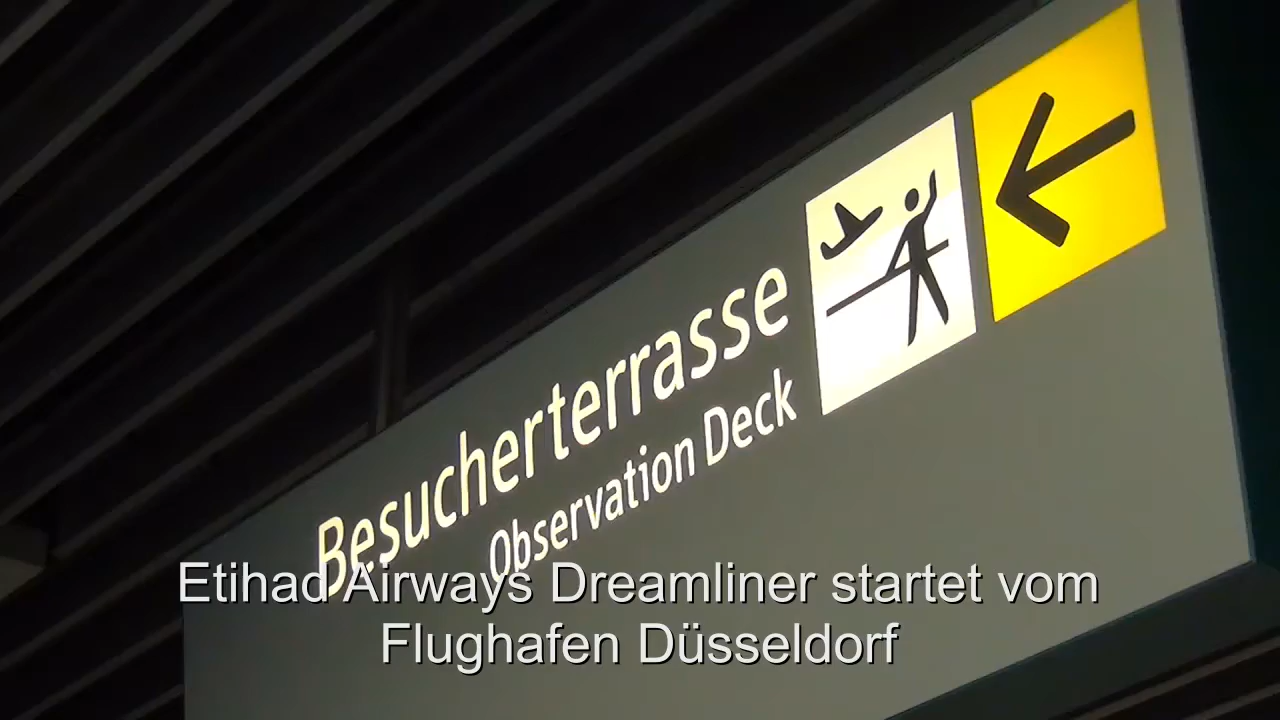 Besucherterrasse
Observation Deck
Etihad Airways Dreamliner startet vom
Flughafen Düsseldorf